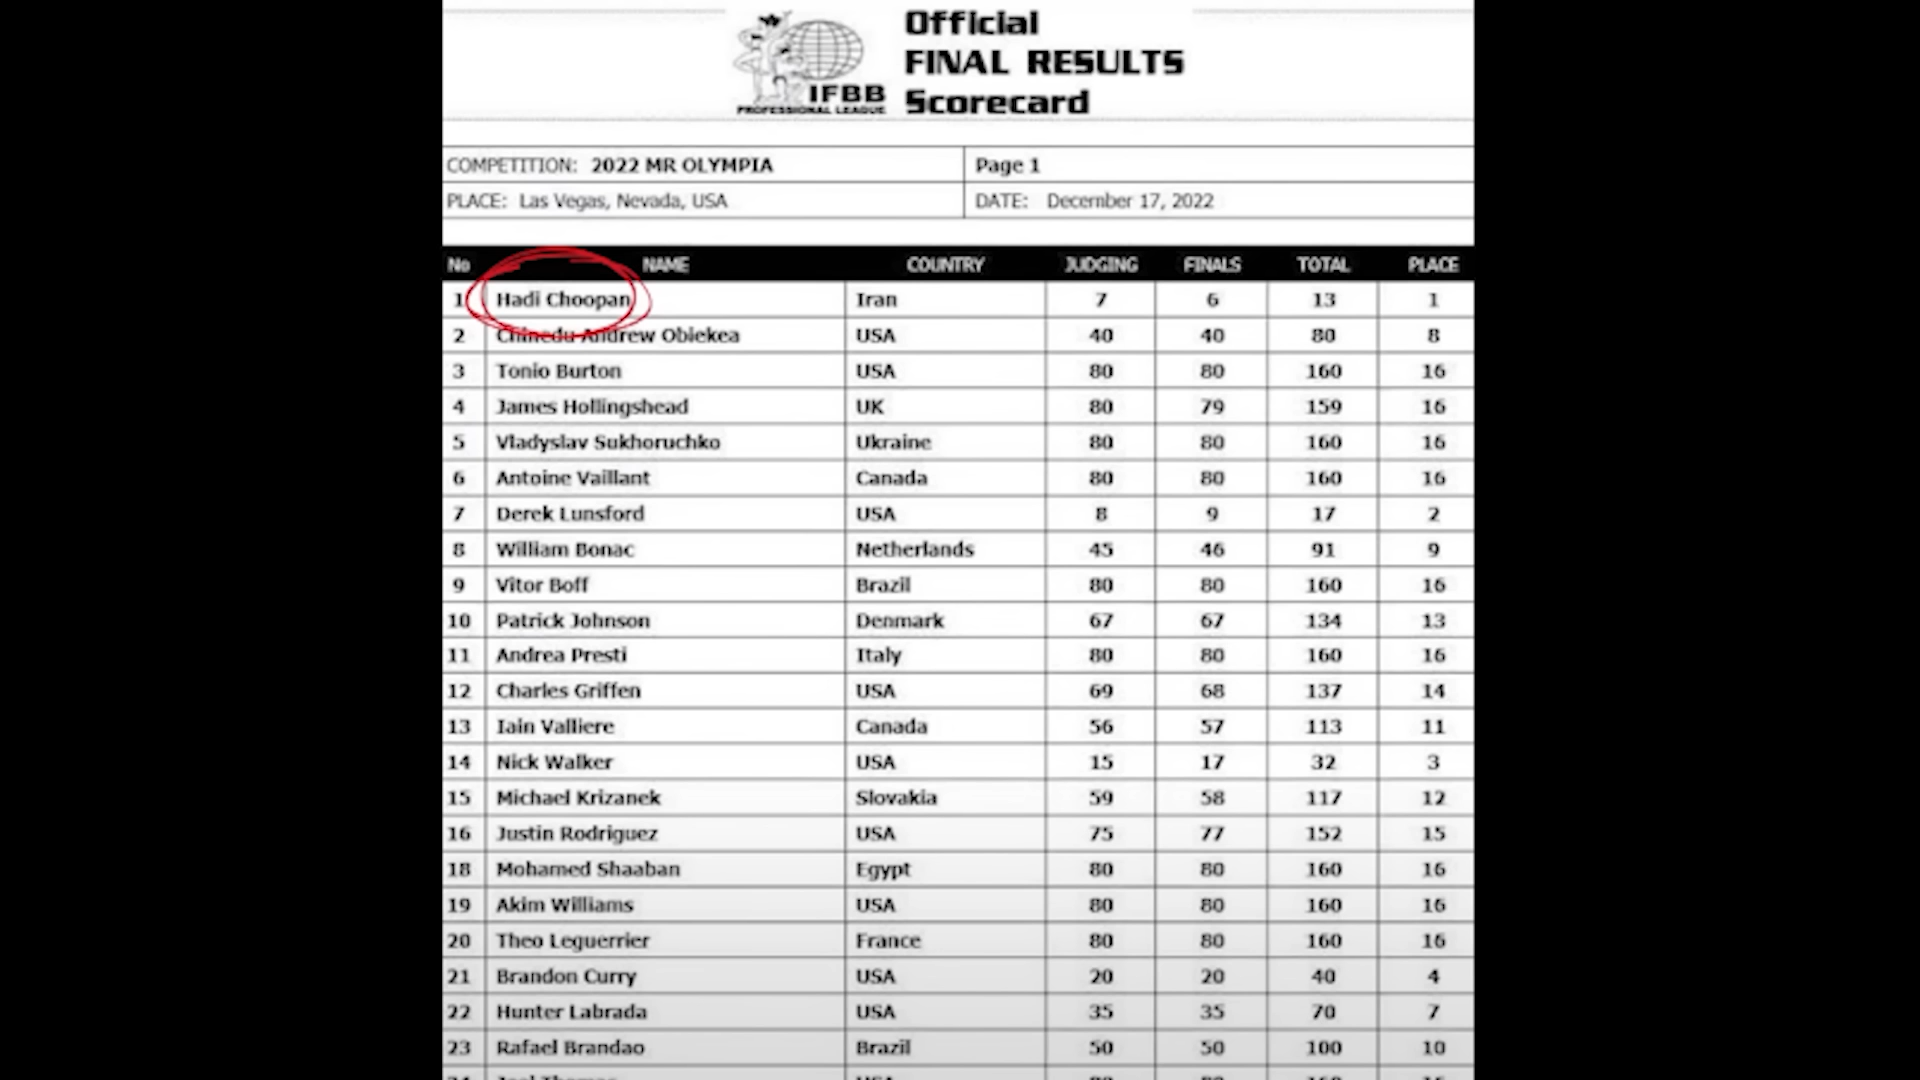 Official
FINAL RESULTS
Scorecard
IFBB
PROFESSIONAL LEAGUE
COMPETITION: 2022 MR OLYMPIA Page 1
PLACE: Las Vegas, Nevada, USA DATE: December 17, 2022
No NAME COUNTRY JUDGING FINALS TOTAL PLACE
1 Hadi Choopan Iran 7 6 13 1
2 Chinedu Andrew Obiekea USA 40 40 80 8
3 Tonio Burton USA 80 80 160 16
4 James Hollingshead UK 80 79 159 16
5 Vladyslav Sukhoruchko Ukraine 80 80 160 16
6 Antoine Vaillant Canada 80 80 160 16
7 Derek Lunsford USA 8 9 17 2
8 William Bonac Netherlands 45 46 91 9
9 Vitor Boff Brazil 80 80 160 16
10 Patrick Johnson Denmark 67 67 134 13
11 Andrea Presti Italy 80 80 160 16
12 Charles Griffen USA 69 68 137 14
13 Iain Valliere Canada 56 57 113 11
14 Nick Walker USA 15 17 32 3
15 Michael Krizanek Slovakia 59 58 117 12
16 Justin Rodriguez USA 75 77 152 15
18 Mohamed Shaaban Egypt 80 80 160 16
19 Akim Williams USA 80 80 160 16
20 Theo Leguerrier France 80 80 160 16
21 Brandon Curry USA 20 20 40 4
22 Hunter Labrada USA 35 35 70 7
23 Rafael Brandao Brazil 50 50 100 10